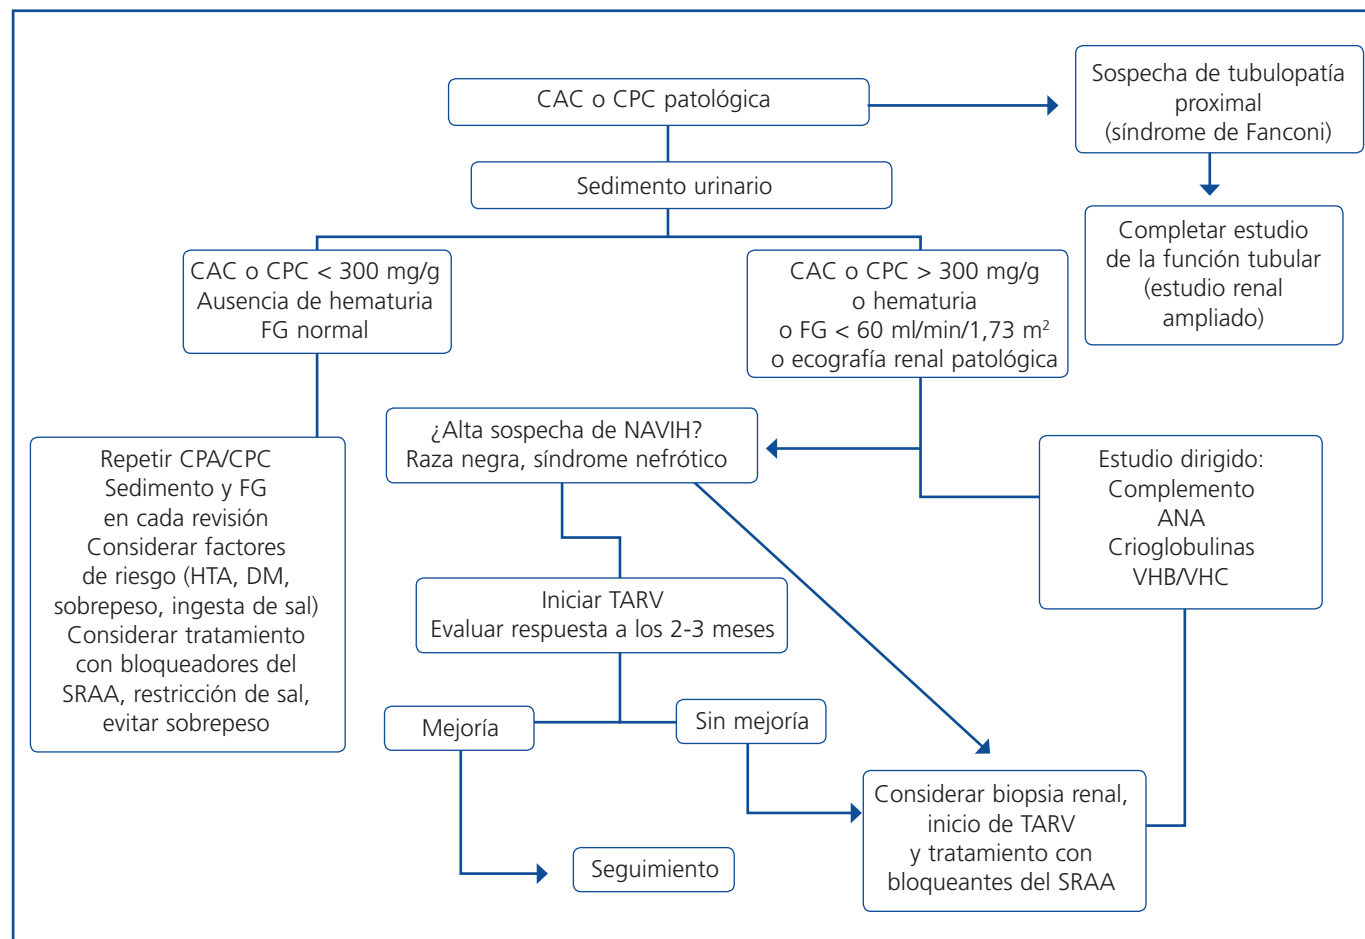 CAC o CPC patológica
Sospecha de tubulopatía
proximal
(síndrome de Fanconi)
Sedimento urinario
Completar estudio
de la función tubular
(estudio renal
ampliado)
CAC o CPC < 300 mg/g
Ausencia de hematuria
FG normal
CAC o CPC > 300 mg/g
o hematuria
o FG < 60 ml/min/1,73 m²
o ecografía renal patológica
Repetir CPA/CPC
Sedimento y FG
en cada revisión
Considerar factores
de riesgo (HTA, DM,
sobrepeso, ingesta de sal)
Considerar tratamiento
con bloqueadores del
SRAA, restricción de sal,
evitar sobrepeso
¿Alta sospecha de NAVIH?
Raza negra, síndrome nefrótico
Estudio dirigido:
Complemento
ANA
Crioglobulinas
VHB/VHC
Iniciar TARV
Evaluar respuesta a los 2-3 meses
Mejoría
Sin mejoría
Seguimiento
Considerar biopsia renal,
inicio de TARV
y tratamiento con
bloqueantes del SRAA